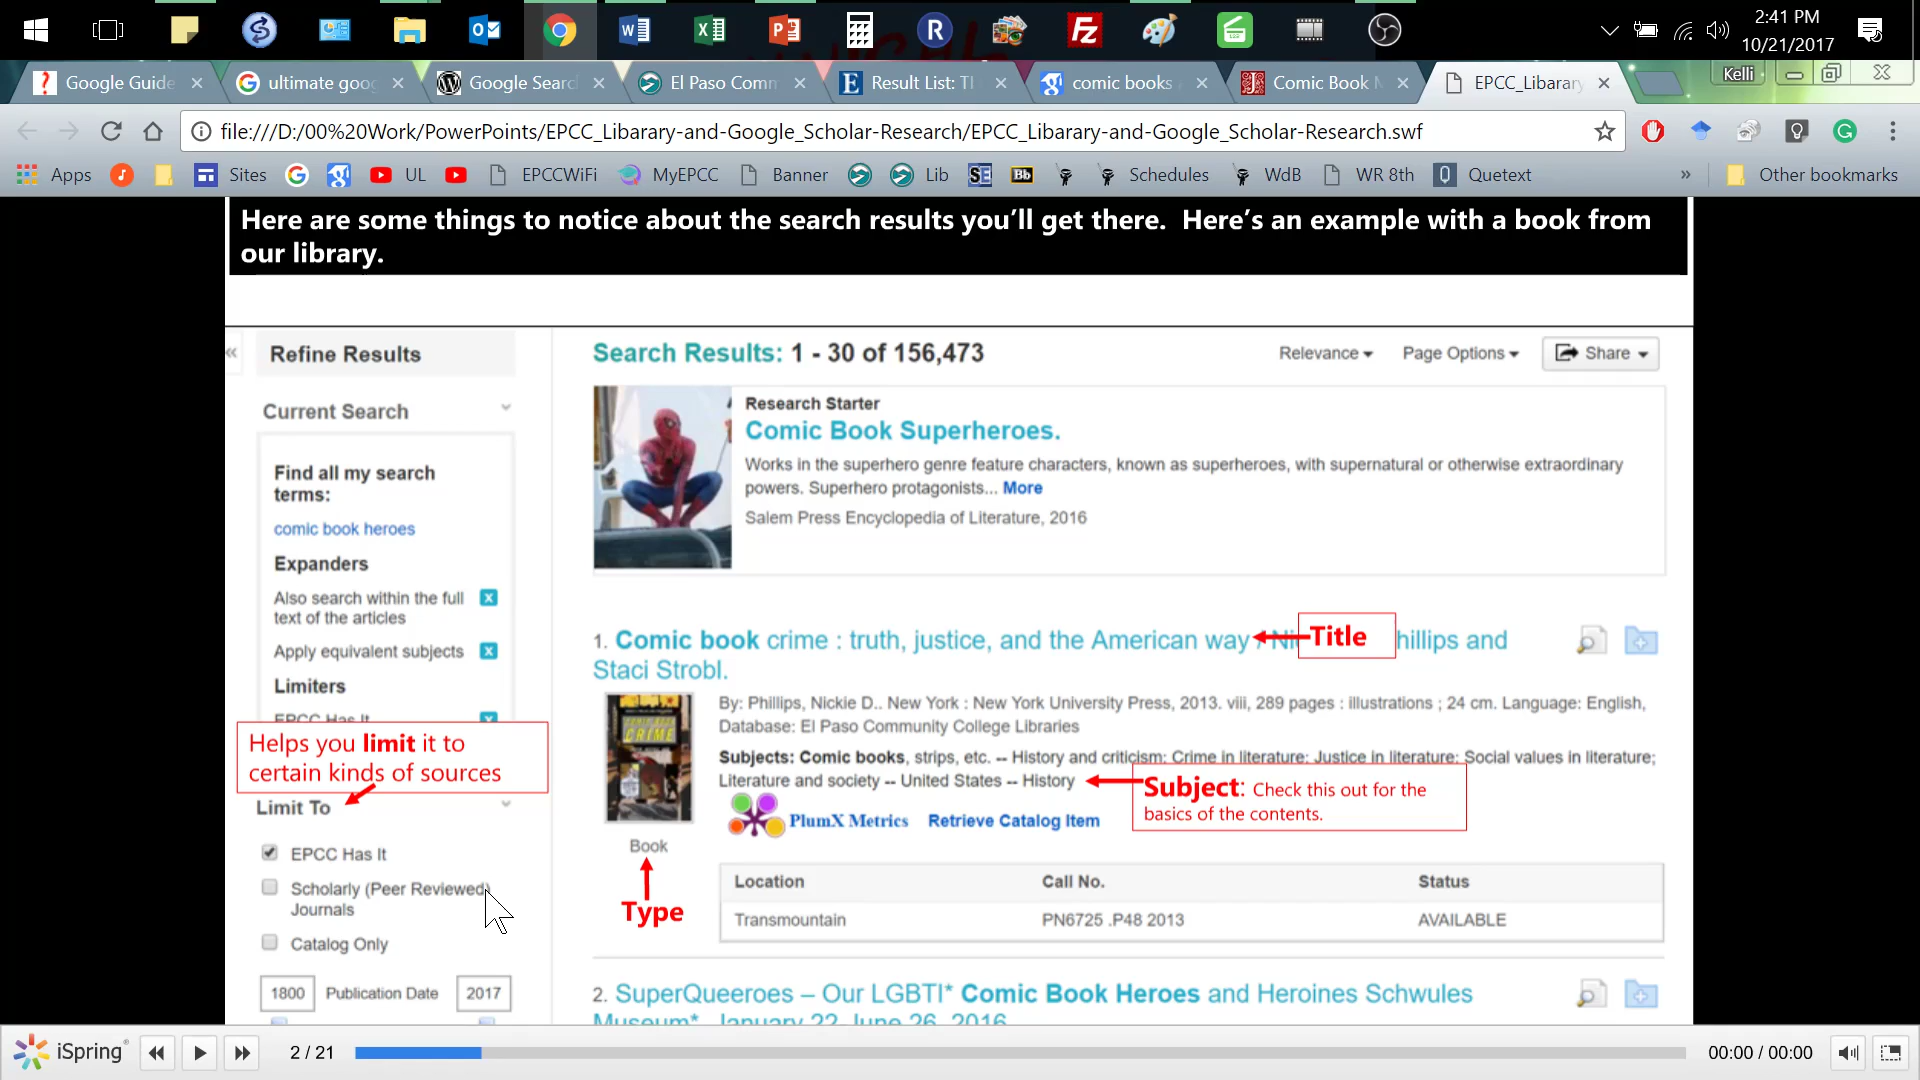 2:41 PM
10/21/2017
Google Guide
ultimate goog
Google Searc
El Paso Comm
Result List: Tl
comic books
Comic Book M
EPCC_Libarary
Kelli
file:///D:/00%20Work/PowerPoints/EPCC_Libarary-and-Google_Scholar-Research/EPCC_Libarary-and-Google_Scholar-Research.swf
Apps
Sites
UL
EPCCWiFi
MyEPCC
Banner
Lib
SE
Bb
Schedules
WdB
WR 8th
Quetext
Other bookmarks
Here are some things to notice about the search results you’ll get there. Here’s an example with a book from
our library.
Refine Results
Current Search
Find all my search
terms:
comic book heroes
Expanders
Also search within the full
text of the articles
Apply equivalent subjects
Limiters
EPCC Has It
Helps you limit it to
certain kinds of sources
Limit To
EPCC Has It
Scholarly (Peer Reviewed)
Journals
Catalog Only
1800 Publication Date 2017
Search Results: 1 - 30 of 156,473
Relevance
Page Options
Share
Research Starter
Comic Book Superheroes.
Works in the superhero genre feature characters, known as superheroes, with supernatural or otherwise extraordinary
powers. Superhero protagonists... More
Salem Press Encyclopedia of Literature, 2016
1. Comic book crime : truth, justice, and the American way / Ni hillips and
Title
Staci Strobl.
By: Phillips, Nickie D.. New York : New York University Press, 2013. viii, 289 pages : illustrations ; 24 cm. Language: English,
Database: El Paso Community College Libraries
Subjects: Comic books, strips, etc. -- History and criticism; Crime in literature; Justice in literature; Social values in literature;
Literature and society -- United States -- History
Subject: Check this out for the
basics of the contents.
PlumX Metrics
Retrieve Catalog Item
Book
Type
Location Call No. Status
Transmountain PN6725 .P48 2013 AVAILABLE
2. SuperQueeroes – Our LGBTI* Comic Book Heroes and Heroines Schwules
Museum*, January 22-June 26, 2016
iSpring
2 / 21
00:00 / 00:00